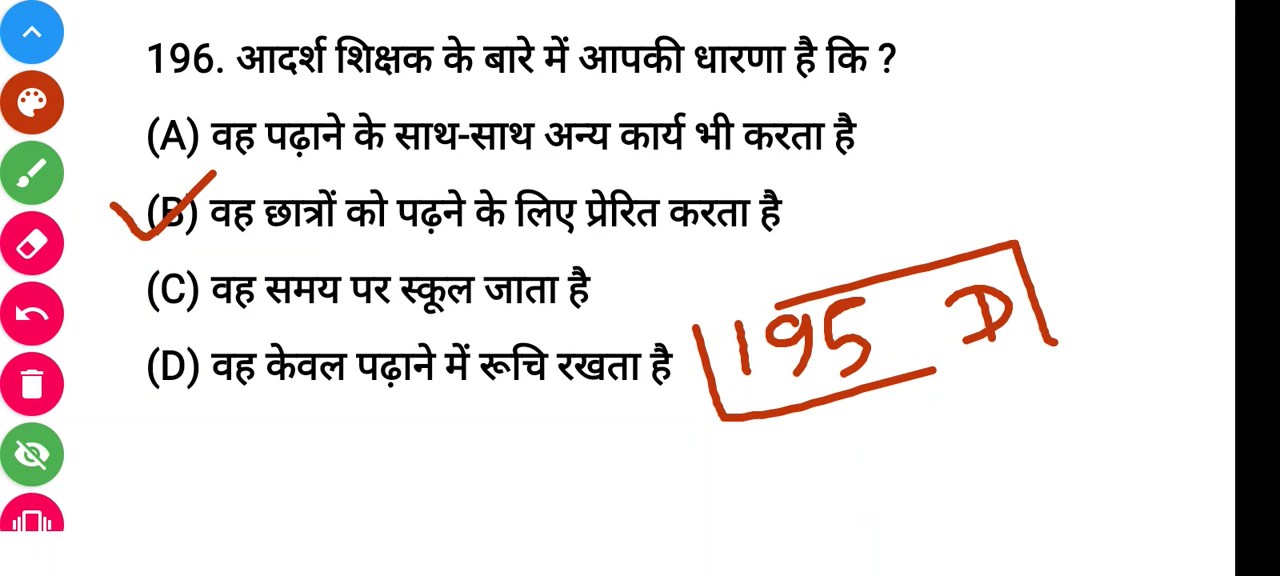 196. आदर्श शिक्षक के बारे में आपकी धारणा है कि ?
(A) वह पढ़ाने के साथ-साथ अन्य कार्य भी करता है
(B) वह छात्रों को पढ़ने के लिए प्रेरित करता है
(C) वह समय पर स्कूल जाता है
(D) वह केवल पढ़ाने में रूचि रखता है
195 D